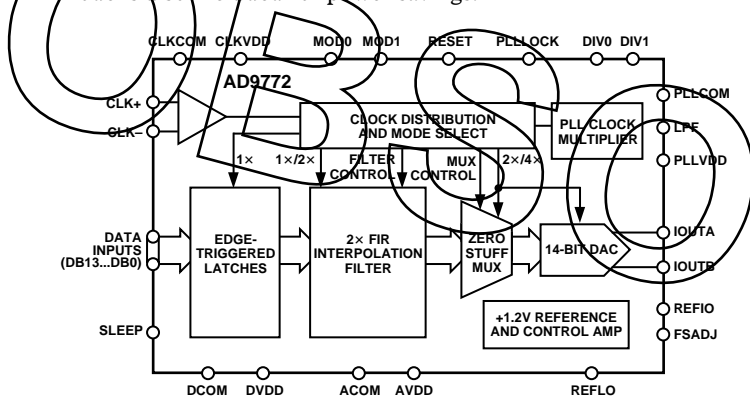 CLKCOM CLKVDD MOD0 MOD1 RESET PLLLOCK DIV0 DIV1
AD9772
PLLCOM
CLK+
CLOCK DISTRIBUTION
AND MODE SELECT
PLL CLOCK
MULTIPLIER
LPF
CLK–
PLLVDD
1× 1×/2× FILTER
CONTROL
MUX
CONTROL
2×/4×
DATA
INPUTS
(DB13...DB0)
EDGE-
TRIGGERED
LATCHES
2× FIR
INTERPOLATION
FILTER
ZERO
STUFF
MUX
14-BIT DAC
IOUTA
IOUTB
+1.2V REFERENCE
AND CONTROL AMP
REFIO
FSADJ
SLEEP
DCOM DVDD ACOM AVDD REFLO
OBSO